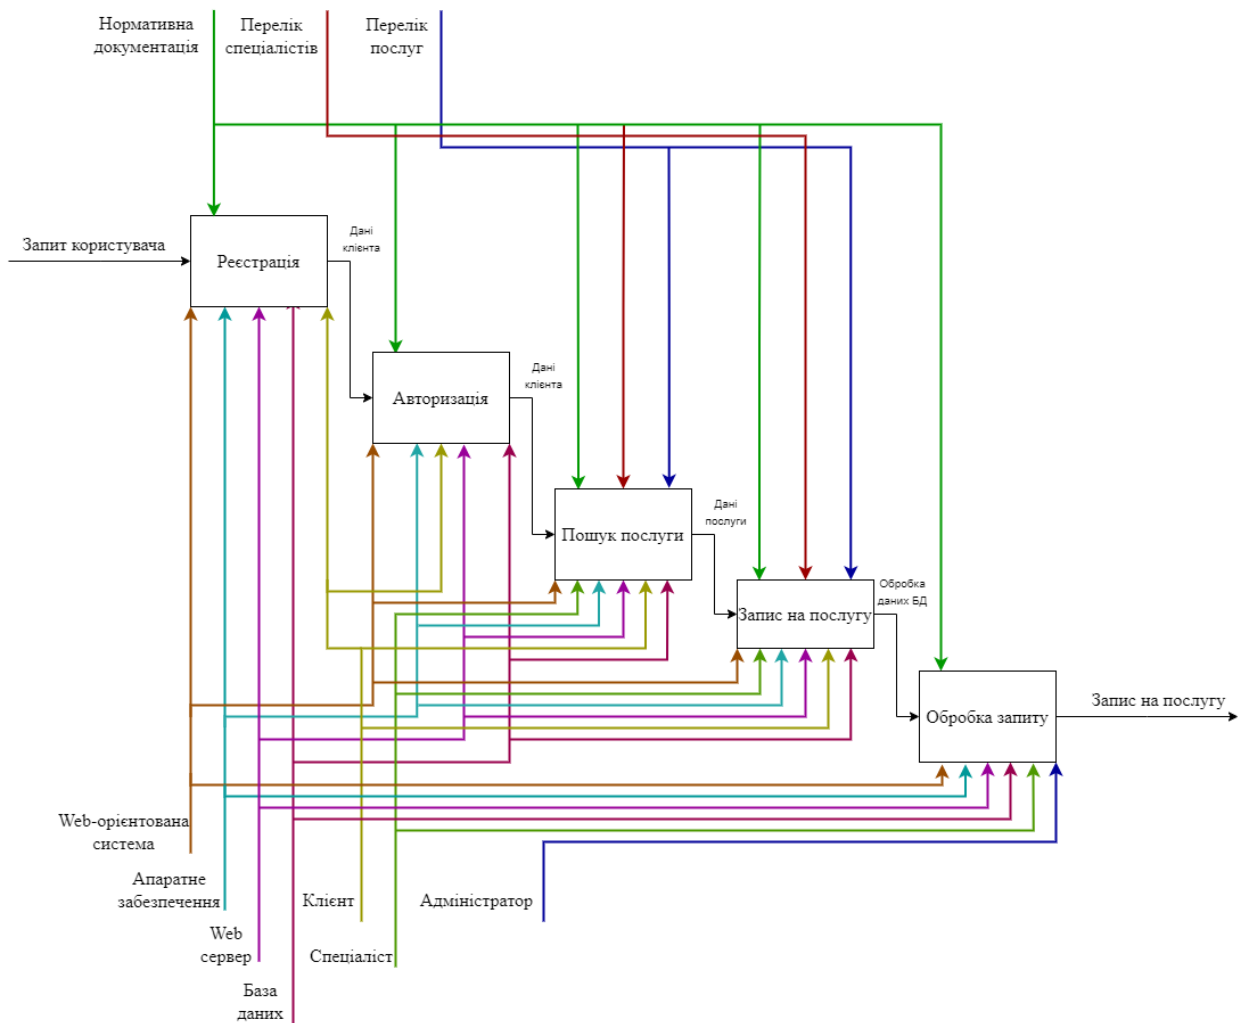 Нормативна
документація
Перелік
спеціалістів
Перелік
послуг
Запит користувача
Реєстрація
Дані
клієнта
Авторизація
Дані
клієнта
Пошук послуги
Дані
послуги
Запис на послугу
Обробка
даних БД
Обробка запиту
Запис на послугу
Web-орієнтована
система
Апаратне
забезпечення
Web
сервер
База
даних
Клієнт
Спеціаліст
Адміністратор